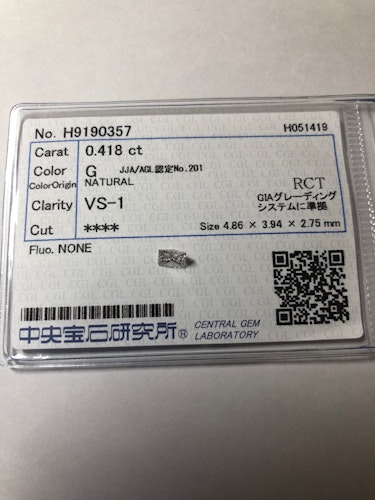 No. H9190357 H051419
Carat 0.418 ct
Color G JJA/AGL認定No.201
ColorOrigin NATURAL RCT
Clarity VS-1 GIAグレーディング
システムに準拠
Cut **** Size 4.86 × 3.94 × 2.75 mm
Fluo. NONE
CGL
中央宝石研究所® CENTRAL GEM
LABORATORY